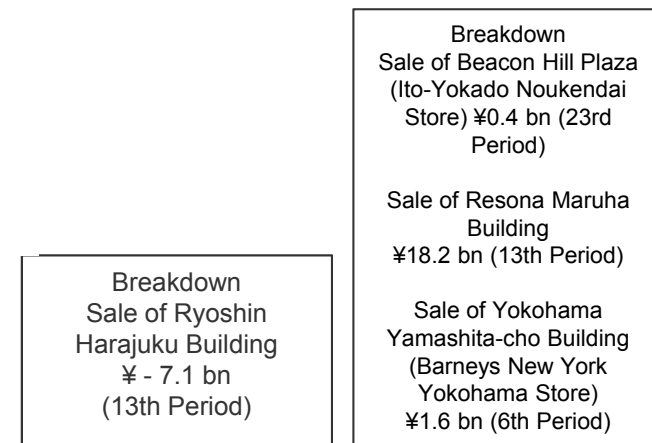 Breakdown
Sale of Ryoshin
Harajuku Building
¥ - 7.1 bn
(13th Period)
Breakdown
Sale of Beacon Hill Plaza
(Ito-Yokado Noukendai
Store) ¥0.4 bn (23rd
Period)
Sale of Resona Maruha
Building
¥18.2 bn (13th Period)
Sale of Yokohama
Yamashita-cho Building
(Barneys New York
Yokohama Store)
¥1.6 bn (6th Period)